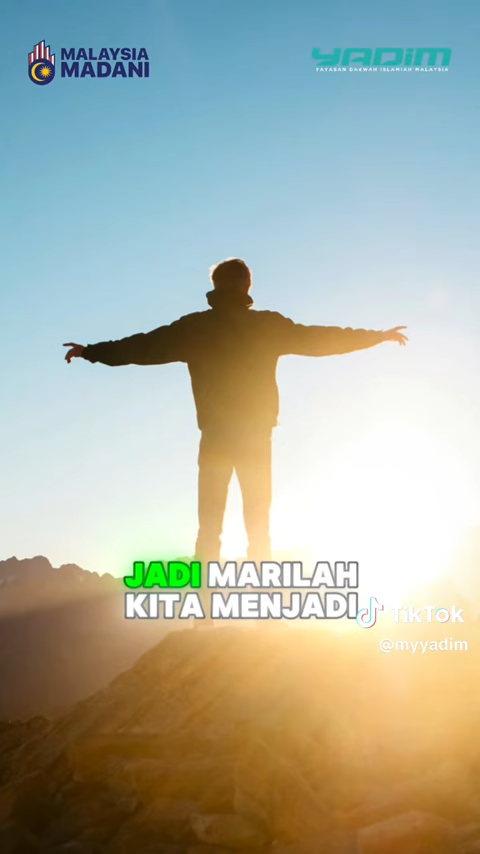 MALAYSIA
MADANI
YADIM
YAYASAN DAKWAH ISLAMIAH MALAYSIA
JADI MARILAH
KITA MENJADI
TikTok
@myyadim